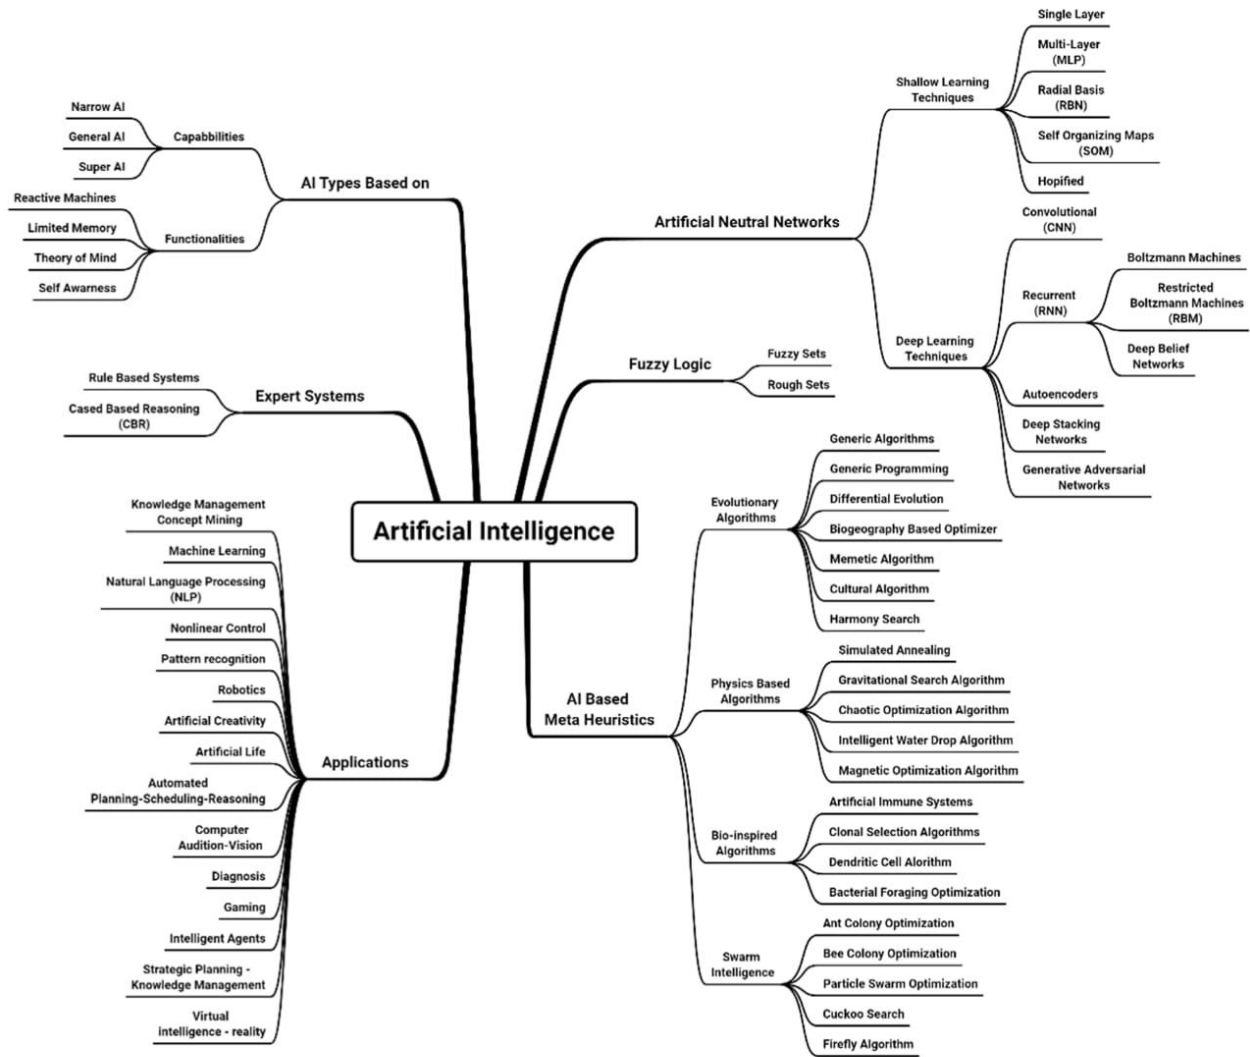 Artificial Intelligence
AI Types Based on
Capabbilities
Narrow AI
General AI
Super AI
Functionalities
Reactive Machines
Limited Memory
Theory of Mind
Self Awarness
Expert Systems
Rule Based Systems
Cased Based Reasoning
(CBR)
Applications
Knowledge Management
Concept Mining
Machine Learning
Natural Language Processing
(NLP)
Nonlinear Control
Pattern recognition
Robotics
Artificial Creativity
Artificial Life
Automated
Planning-Scheduling-Reasoning
Computer
Audition-Vision
Diagnosis
Gaming
Intelligent Agents
Strategic Planning -
Knowledge Management
Virtual
intelligence - reality
Artificial Neutral Networks
Shallow Learning
Techniques
Single Layer
Multi-Layer
(MLP)
Radial Basis
(RBN)
Self Organizing Maps
(SOM)
Hopified
Deep Learning
Techniques
Convolutional
(CNN)
Recurrent
(RNN)
Boltzmann Machines
Restricted
Boltzmann Machines
(RBM)
Deep Belief
Networks
Autoencoders
Deep Stacking
Networks
Generative Adversarial
Networks
Fuzzy Logic
Fuzzy Sets
Rough Sets
AI Based
Meta Heuristics
Evolutionary
Algorithms
Generic Algorithms
Generic Programming
Differential Evolution
Biogeography Based Optimizer
Memetic Algorithm
Cultural Algorithm
Harmony Search
Physics Based
Algorithms
Simulated Annealing
Gravitational Search Algorithm
Chaotic Optimization Algorithm
Intelligent Water Drop Algorithm
Magnetic Optimization Algorithm
Bio-inspired
Algorithms
Artificial Immune Systems
Clonal Selection Algorithms
Dendritic Cell Alorithm
Bacterial Foraging Optimization
Swarm
Intelligence
Ant Colony Optimization
Bee Colony Optimization
Particle Swarm Optimization
Cuckoo Search
Firefly Algorithm